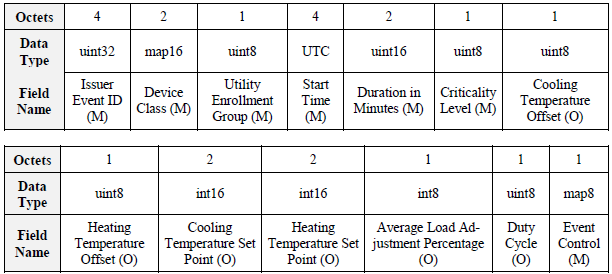 Octets 4 2 1 4 2 1 1
Data Type uint32 map16 uint8 UTC uint16 uint8 uint8
Field Name Issuer Event ID (M) Device Class (M) Utility Enrollment Group (M) Start Time (M) Duration in Minutes (M) Criticality Level (M) Cooling Temperature Offset (O)
Octets 1 2 2 1 1 1
Data Type uint8 int16 int16 int8 uint8 map8
Field Name Heating Temperature Offset (O) Cooling Temperature Set Point (O) Heating Temperature Set Point (O) Average Load Ad-justment Percentage (O) Duty Cycle (O) Event Control (M)